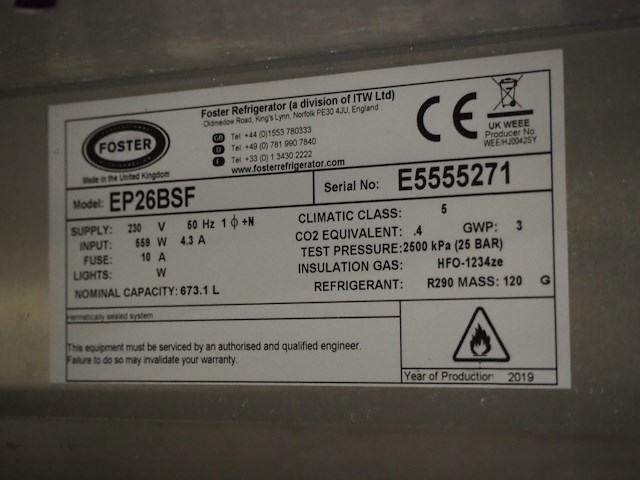 FOSTER
Made in the United Kingdom
Foster Refrigerator (a division of ITW Ltd)
Oldmedow Road, King's Lynn, Norfolk PE30 4JU, England
GB Tel: +44 (0)1553 780333
D Tel: +49 (0) 781 990 7840
F Tel: +33 (0) 1 3430 2222
www.fosterrefrigerator.com
CE
UK WEEE
Producer No
WEE/HJ0042SY
Model: EP26BSF
Serial No: E5555271
SUPPLY: 230 V 50 Hz 1 ϕ +N
INPUT: 559 W 4.3 A
FUSE: 10 A
LIGHTS: W
NOMINAL CAPACITY: 673.1 L
CLIMATIC CLASS: 5
CO2 EQUIVALENT: .4 GWP: 3
TEST PRESSURE: 2500 kPa (25 BAR)
INSULATION GAS: HFO-1234ze
REFRIGERANT: R290 MASS: 120 G
Hermetically sealed system
This equipment must be serviced by an authorised and qualified engineer.
Failure to do so may invalidate your warranty.
Year of Production 2019